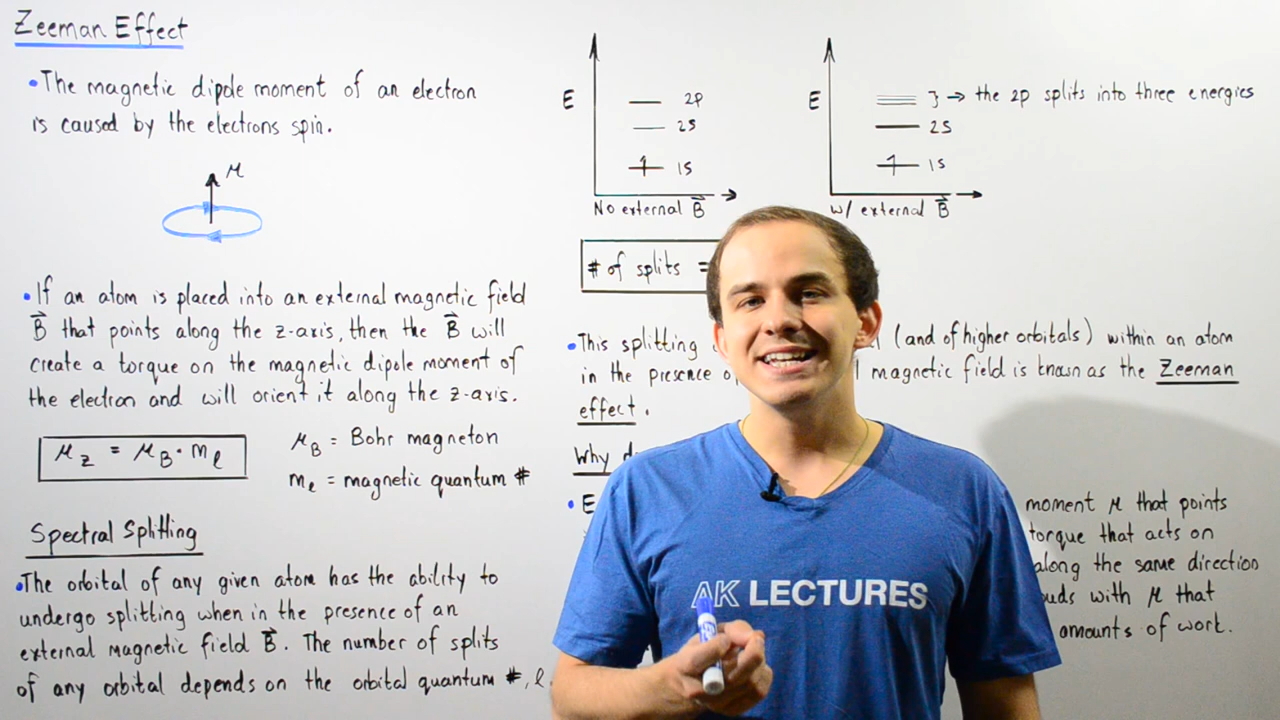 Zeeman Effect
•The magnetic dipole moment of an electron
is caused by the electrons spin.
μ
•If an atom is placed into an external magnetic field
B⃗ that points along the z-axis, then the B⃗ will
create a torque on the magnetic dipole moment of
the electron and will orient it along the z-axis.
μz = μB·mℓ
μB = Bohr magneton
mℓ = magnetic quantum #
Spectral Splitting
•The orbital of any given atom has the ability to
undergo splitting when in the presence of an
external magnetic field B⃗. The number of splits
of any orbital depends on the orbital quantum #, ℓ.
E
2p
2s
1s
No external B⃗
E
} → the 2p splits into three energies
2s
1s
w/ external B⃗
# of splits =
•This splitting (and of higher orbitals) within an atom
in the presence magnetic field is known as the Zeeman
effect.
Why
moment μ that points
torque that acts on
along the same direction
with μ that
amounts of work.
AK LECTURES